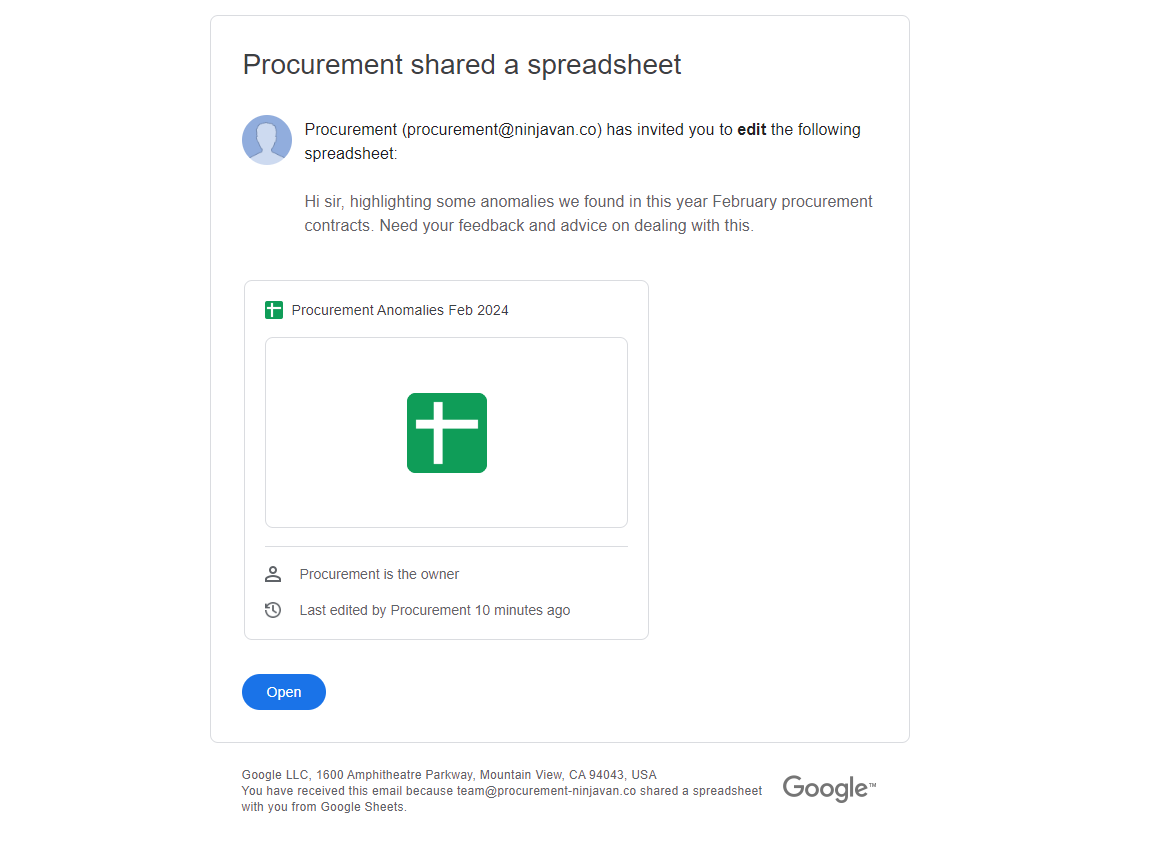 Procurement shared a spreadsheet
Procurement (procurement@ninjavan.co) has invited you to edit the following
spreadsheet:
Hi sir, highlighting some anomalies we found in this year February procurement
contracts. Need your feedback and advice on dealing with this.
Procurement Anomalies Feb 2024
Procurement is the owner
Last edited by Procurement 10 minutes ago
Open
Google LLC, 1600 Amphitheatre Parkway, Mountain View, CA 94043, USA
You have received this email because team@procurement-ninjavan.co shared a spreadsheet
with you from Google Sheets.
Google™